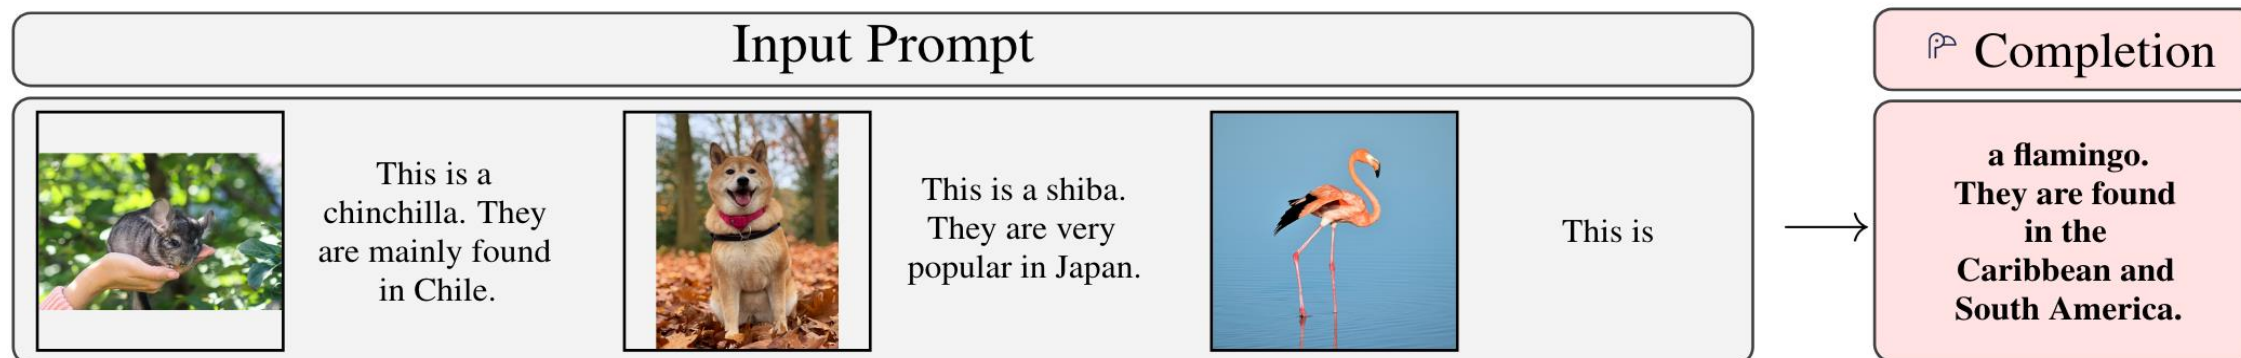 Input Prompt
Completion
This is a
chinchilla. They
are mainly found
in Chile.
This is a shiba.
They are very
popular in Japan.
This is
a flamingo.
They are found
in the
Caribbean and
South America.